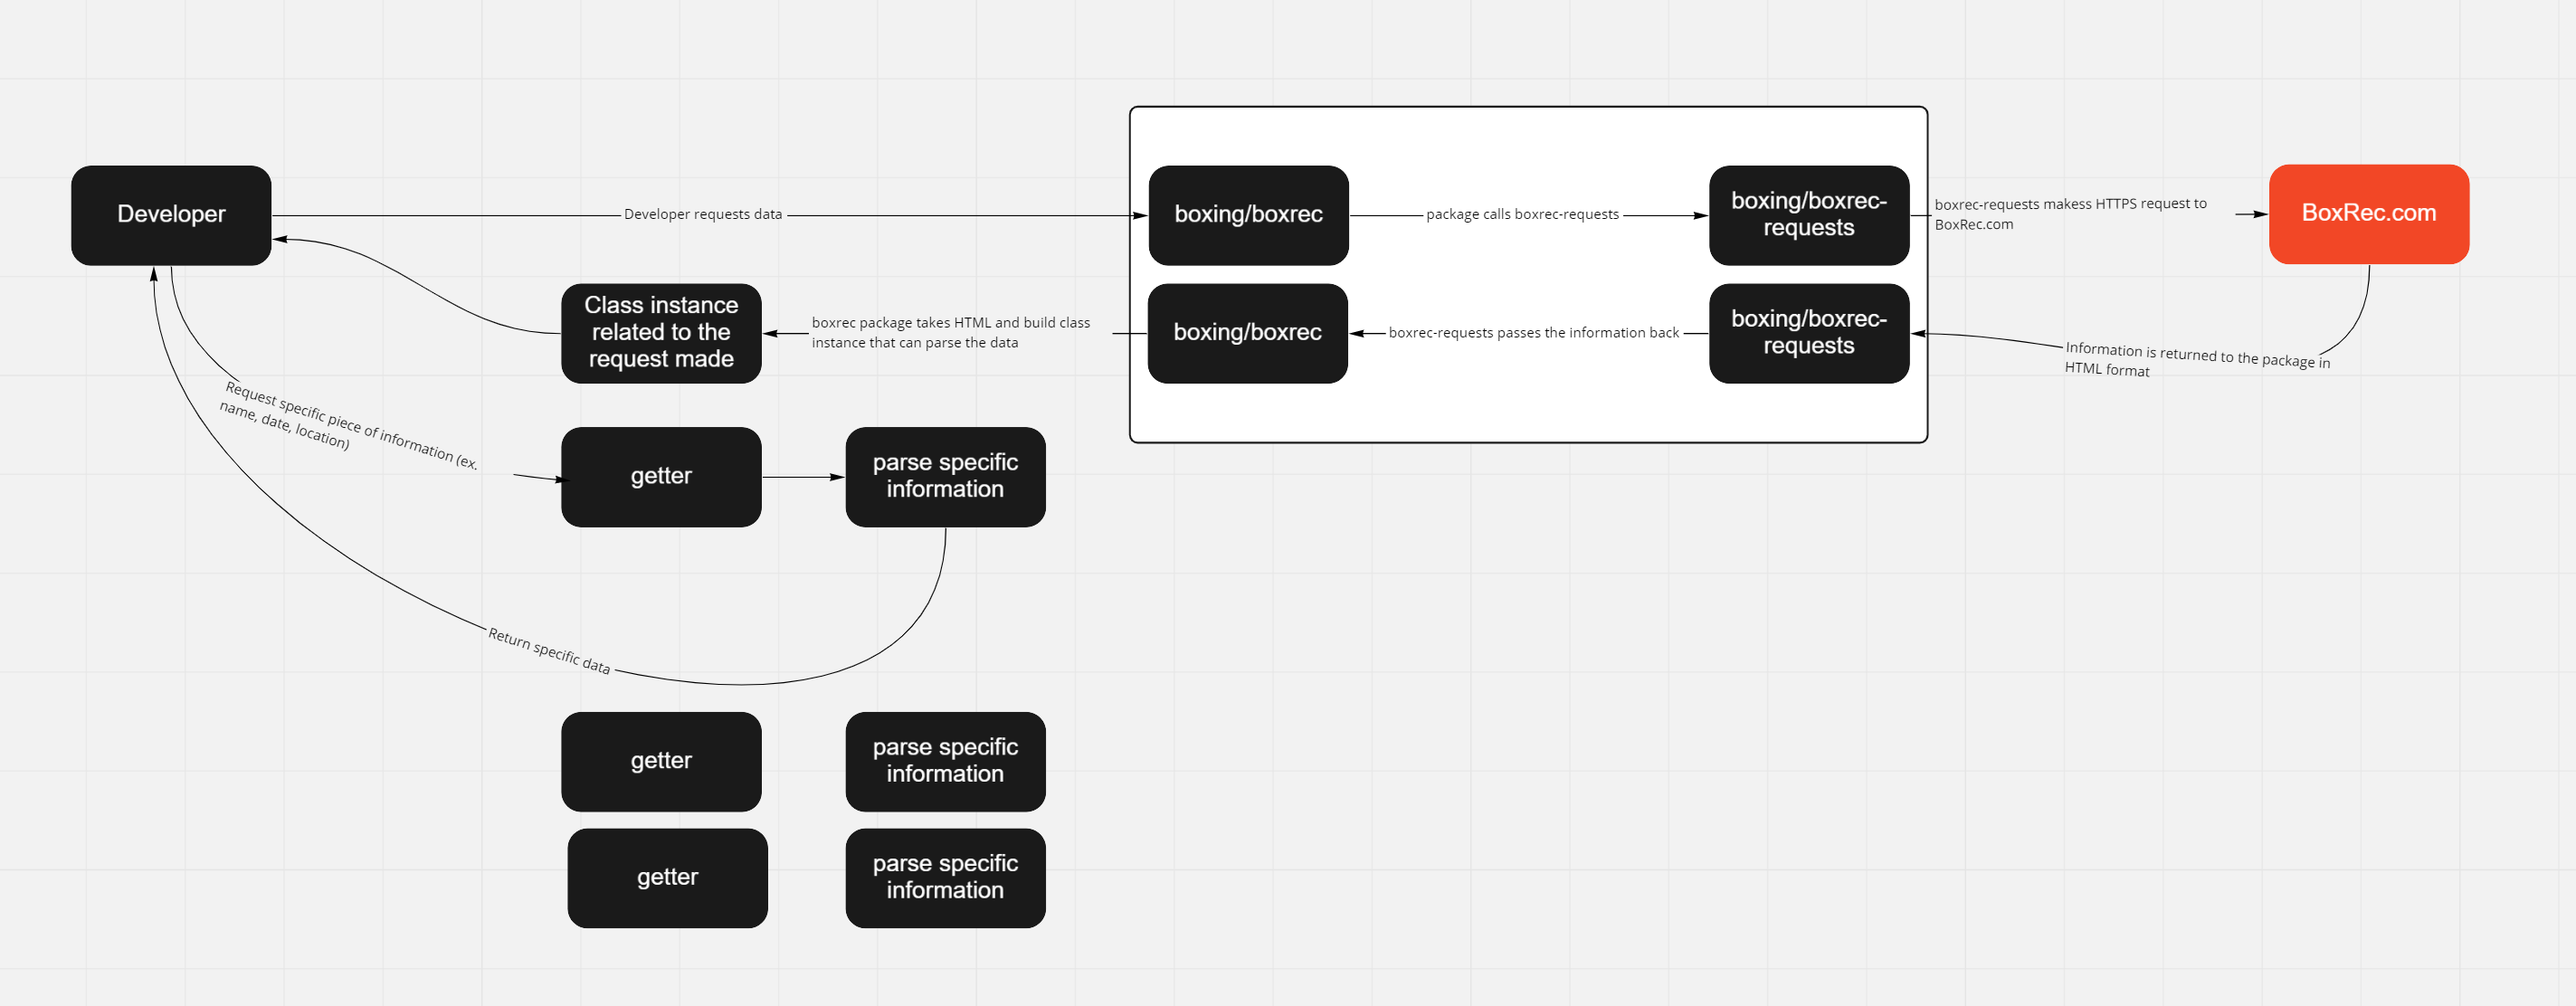 Developer
Developer requests data
boxing/boxrec
package calls boxrec-requests
boxing/boxrec-
requests
boxrec-requests makess HTTPS request to
BoxRec.com
BoxRec.com
Class instance
related to the
request made
boxrec package takes HTML and build class
instance that can parse the data
boxing/boxrec
boxrec-requests passes the information back
boxing/boxrec-
requests
Information is returned to the package in
HTML format
Request specific piece of information (ex.
name, date, location)
getter
parse specific
information
Return specific data
getter
parse specific
information
getter
parse specific
information